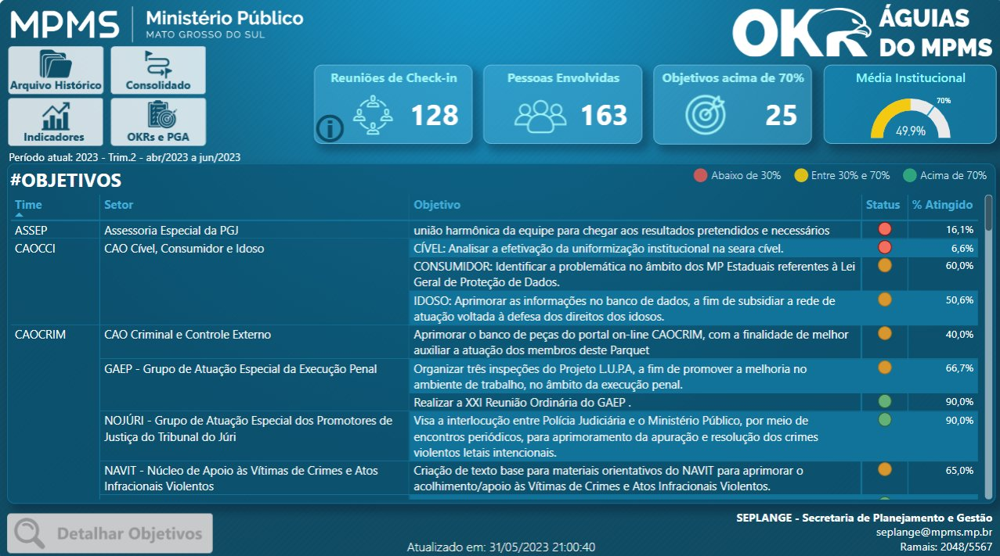 MPMS
Ministério Público
MATO GROSSO DO SUL
OKR
ÁGUIAS
DO MPMS
Arquivo Histórico
Consolidado
Indicadores
OKRs e PGA
Reuniões de Check-in
128
Pessoas Envolvidas
163
Objetivos acima de 70%
25
Média Institucional
70%
49,9%
Período atual: 2023 - Trim.2 - abr/2023 a jun/2023
#OBJETIVOS
Abaixo de 30%
Entre 30% e 70%
Acima de 70%
Time Setor Objetivo Status % Atingido
ASSEP Assessoria Especial da PGJ união harmônica da equipe para chegar aos resultados pretendidos e necessários 16,1%
CAOCCI CAO Cível, Consumidor e Idoso CÍVEL: Analisar a efetivação da uniformização institucional na seara cível. 6,6%
CONSUMIDOR: Identificar a problemática no âmbito dos MP Estaduais referentes à Lei 60,0%
Geral de Proteção de Dados.
IDOSO: Aprimorar as informações no banco de dados, a fim de subsidiar a rede de 50,6%
atuação voltada à defesa dos direitos dos idosos.
CAOCRIM CAO Criminal e Controle Externo Aprimorar o banco de peças do portal on-line CAOCRIM, com a finalidade de melhor 40,0%
auxiliar a atuação dos membros deste Parquet
GAEP - Grupo de Atuação Especial da Execução Penal Organizar três inspeções do Projeto L.U.P.A, a fim de promover a melhoria no 66,7%
ambiente de trabalho, no âmbito da execução penal.
Realizar a XXI Reunião Ordinária do GAEP . 90,0%
NOJÚRI - Grupo de Atuação Especial dos Promotores de Visa a interlocução entre Polícia Judiciária e o Ministério Público, por meio de 90,0%
Justiça do Tribunal do Júri encontros periódicos, para aprimoramento da apuração e resolução dos crimes
violentos letais intencionais.
NAVIT - Núcleo de Apoio às Vítimas de Crimes e Atos Criação de texto base para materiais orientativos do NAVIT para aprimorar o 65,0%
Infracionais Violentos acolhimento/apoio às Vítimas de Crimes e Atos Infracionais Violentos.
Detalhar Objetivos
Atualizado em: 31/05/2023 21:00:40
SEPLANGE - Secretaria de Planejamento e Gestão
seplange@mpms.mp.br
Ramais: 2048/5567